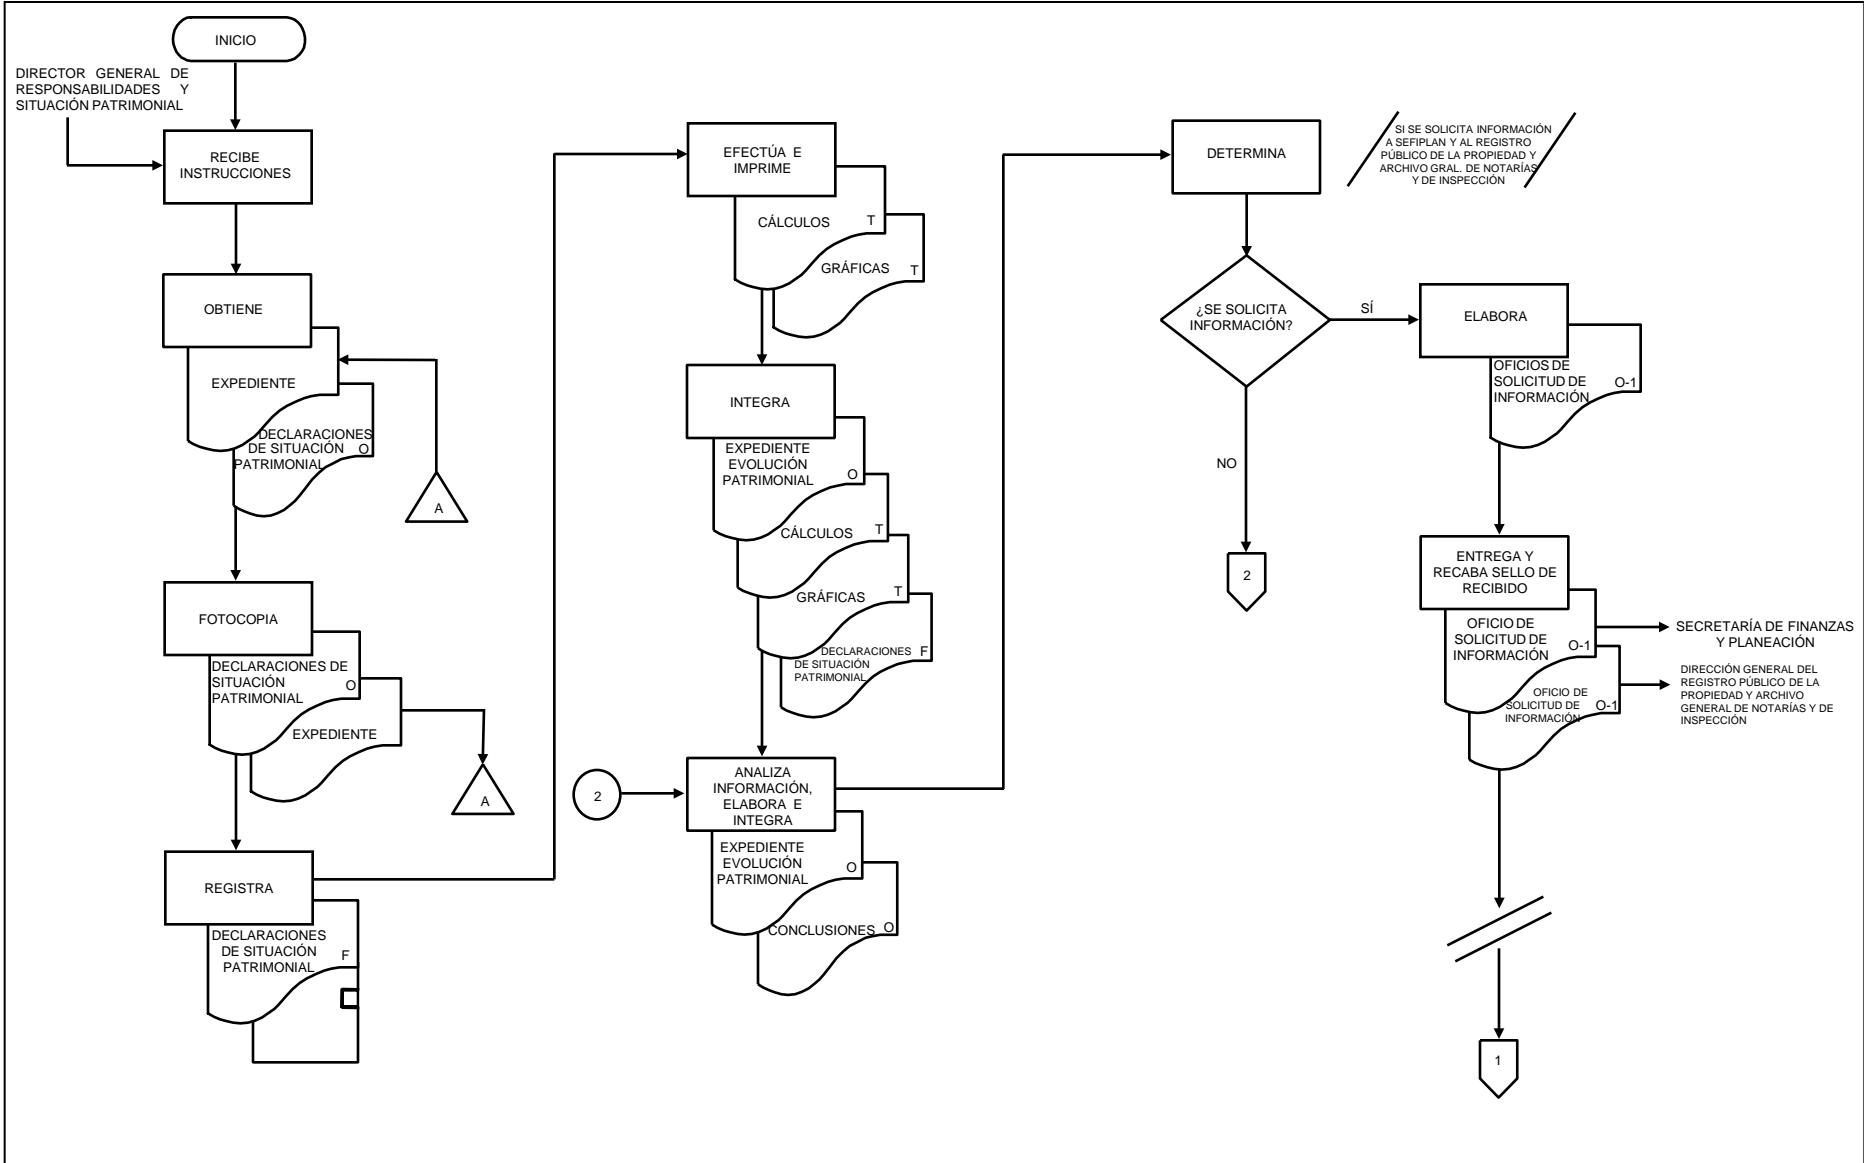 INICIO
DIRECTOR GENERAL DE
RESPONSABILIDADES Y
SITUACIÓN PATRIMONIAL
RECIBE
INSTRUCCIONES
OBTIENE
EXPEDIENTE
DECLARACIONES
DE SITUACIÓN
PATRIMONIAL
O
A
FOTOCOPIA
DECLARACIONES DE
SITUACIÓN
PATRIMONIAL
O
EXPEDIENTE
A
REGISTRA
DECLARACIONES
DE SITUACIÓN
PATRIMONIAL
F
EFECTÚA E
IMPRIME
CÁLCULOS
T
GRÁFICAS
T
INTEGRA
EXPEDIENTE
EVOLUCIÓN
PATRIMONIAL
O
CÁLCULOS
T
GRÁFICAS
T
DECLARACIONES
DE SITUACIÓN
PATRIMONIAL
F
2
ANALIZA
INFORMACIÓN,
ELABORA E
INTEGRA
EXPEDIENTE
EVOLUCIÓN
PATRIMONIAL
O
CONCLUSIONES
O
DETERMINA
SI SE SOLICITA INFORMACIÓN
A SEFIPLAN Y AL REGISTRO
PÚBLICO DE LA PROPIEDAD Y
ARCHIVO GRAL. DE NOTARÍAS
Y DE INSPECCIÓN
¿SE SOLICITA
INFORMACIÓN?
SÍ
NO
2
ELABORA
OFICIOS DE
SOLICITUD DE
INFORMACIÓN
O-1
ENTREGA Y
RECABA SELLO DE
RECIBIDO
OFICIO DE
SOLICITUD DE
INFORMACIÓN
O-1
SECRETARÍA DE FINANZAS
Y PLANEACIÓN
OFICIO DE
SOLICITUD DE
INFORMACIÓN
O-1
DIRECCIÓN GENERAL DEL
REGISTRO PÚBLICO DE LA
PROPIEDAD Y ARCHIVO
GENERAL DE NOTARÍAS Y DE
INSPECCIÓN
1